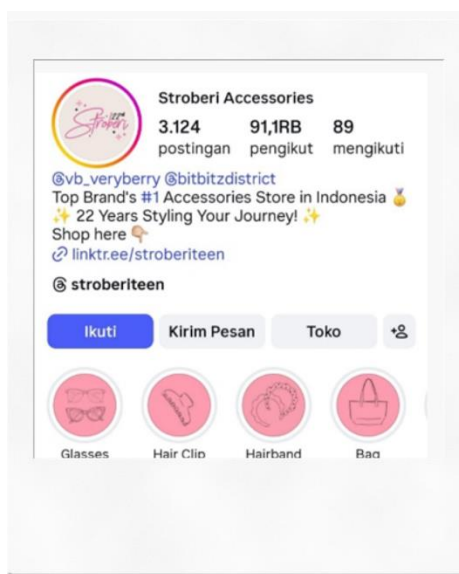 Stroberi
Stroberi Accessories
3.124 91,1RB 89
postingan pengikut mengikuti
@vb_veryberry @bitbitzdistrict
Top Brand's #1 Accessories Store in Indonesia 🏅
✨ 22 Years Styling Your Journey! ✨
Shop here 👇🏼
linktr.ee/stroberiteen
stroberiteen
Ikuti Kirim Pesan Toko
Glasses Hair Clip Hairband Bag